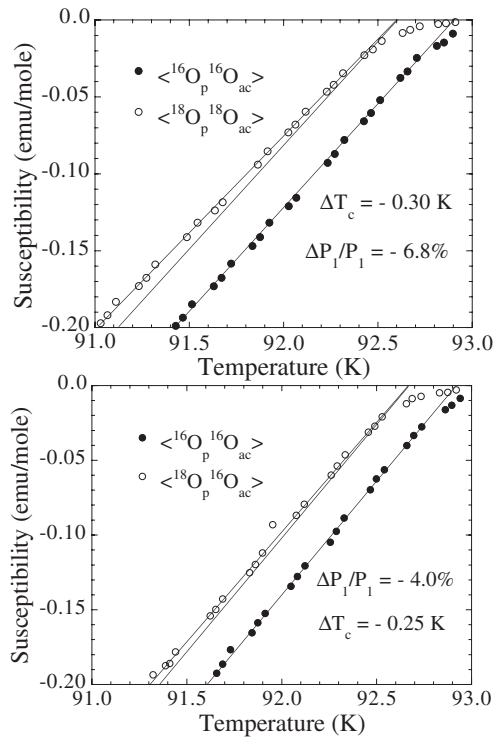 0.0
-0.05
-0.10
-0.15
-0.20
Susceptibility (emu/mole)
<¹⁶Oₚ¹⁶Oₐc>
<¹⁸Oₚ¹⁸Oₐc>
ΔTc = - 0.30 K
ΔP₁/P₁ = - 6.8%
91.0 91.5 92.0 92.5 93.0
Temperature (K)
0.0
-0.05
-0.10
-0.15
-0.20
Susceptibility (emu/mole)
<¹⁶Oₚ¹⁶Oₐc>
<¹⁸Oₚ¹⁶Oₐc>
ΔP₁/P₁ = - 4.0%
ΔTc = - 0.25 K
91.0 91.5 92.0 92.5 93.0
Temperature (K)